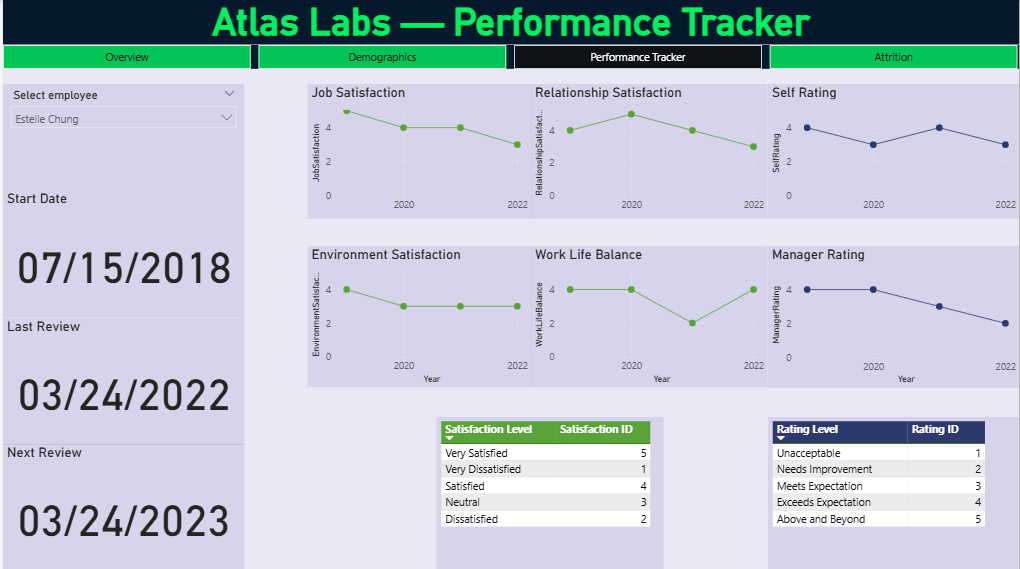 Atlas Labs — Performance Tracker
Overview
Demographics
Performance Tracker
Attrition
Select employee
Estelle Chung
Start Date
07/15/2018
Last Review
03/24/2022
Next Review
03/24/2023
Job Satisfaction
JobSatisfaction
4
2
0
2020
2022
Relationship Satisfaction
RelationshipSatisfact...
4
2
0
2020
2022
Self Rating
SelfRating
4
2
0
2020
2022
Environment Satisfaction
EnvironmentSatisfac...
4
2
0
2020
2022
Year
Work Life Balance
WorkLifeBalance
4
2
0
2020
2022
Year
Manager Rating
ManagerRating
4
2
0
2020
2022
Year
Satisfaction Level Satisfaction ID
Very Satisfied 5
Very Dissatisfied 1
Satisfied 4
Neutral 3
Dissatisfied 2
Rating Level Rating ID
Unacceptable 1
Needs Improvement 2
Meets Expectation 3
Exceeds Expectation 4
Above and Beyond 5